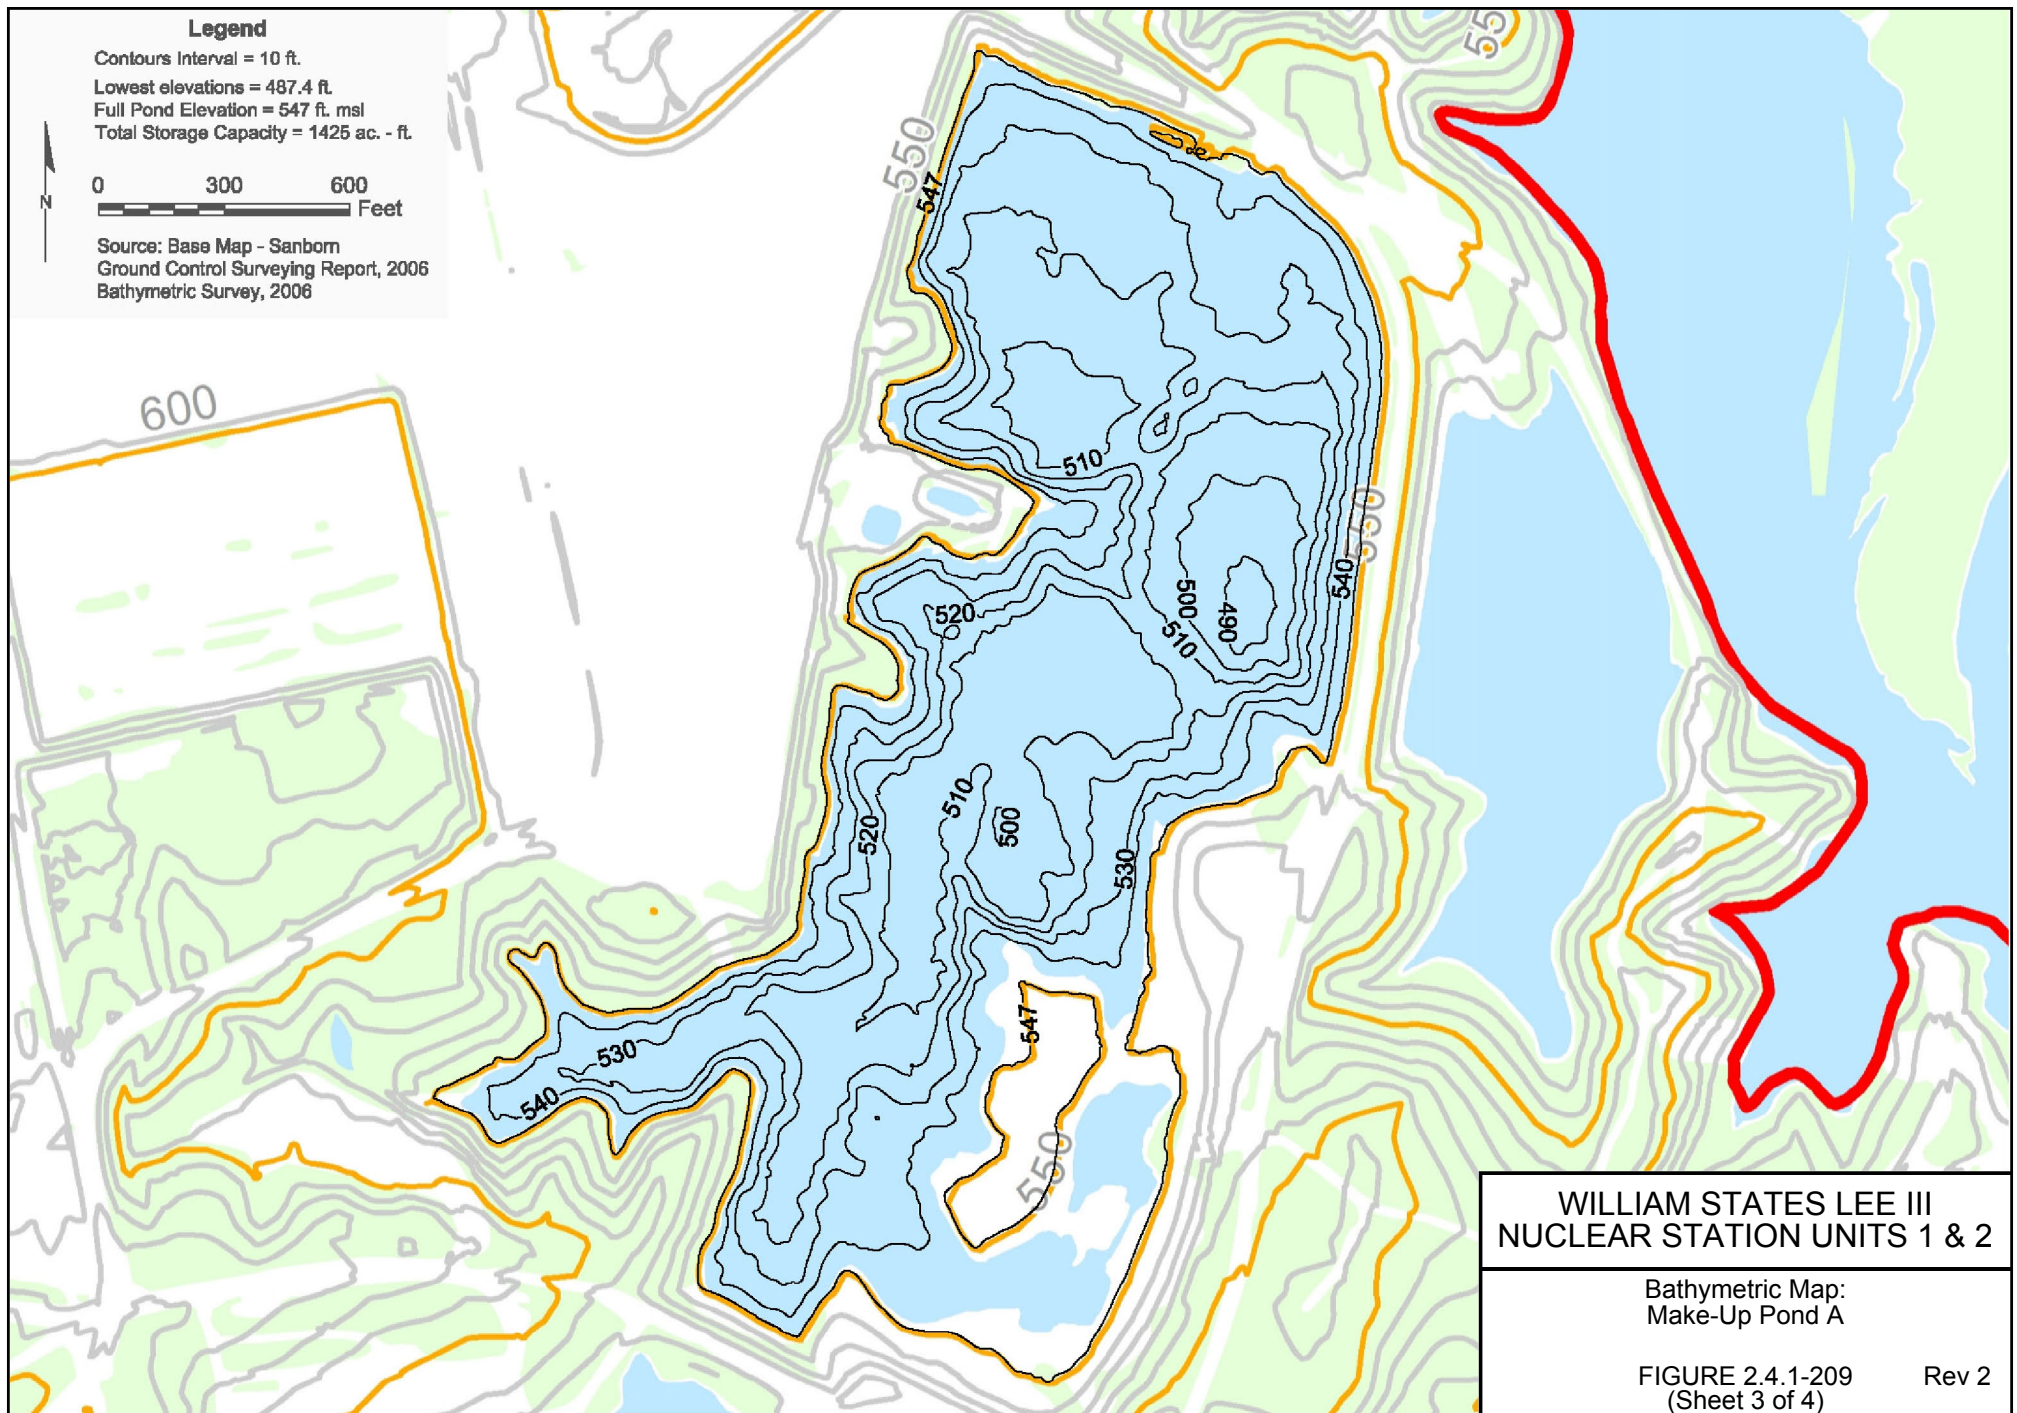 Legend
Contours Interval = 10 ft.
Lowest elevations = 487.4 ft.
Full Pond Elevation = 547 ft. msl
Total Storage Capacity = 1425 ac. - ft.
0 300 600
Feet
N
Source: Base Map - Sanborn
Ground Control Surveying Report, 2006
Bathymetric Survey, 2006
550
550
547
600
510
550
540
500
490
520
510
510
500
520
530
530
540
547
550
WILLIAM STATES LEE III
NUCLEAR STATION UNITS 1 & 2
Bathymetric Map:
Make-Up Pond A
FIGURE 2.4.1-209 Rev 2
(Sheet 3 of 4)